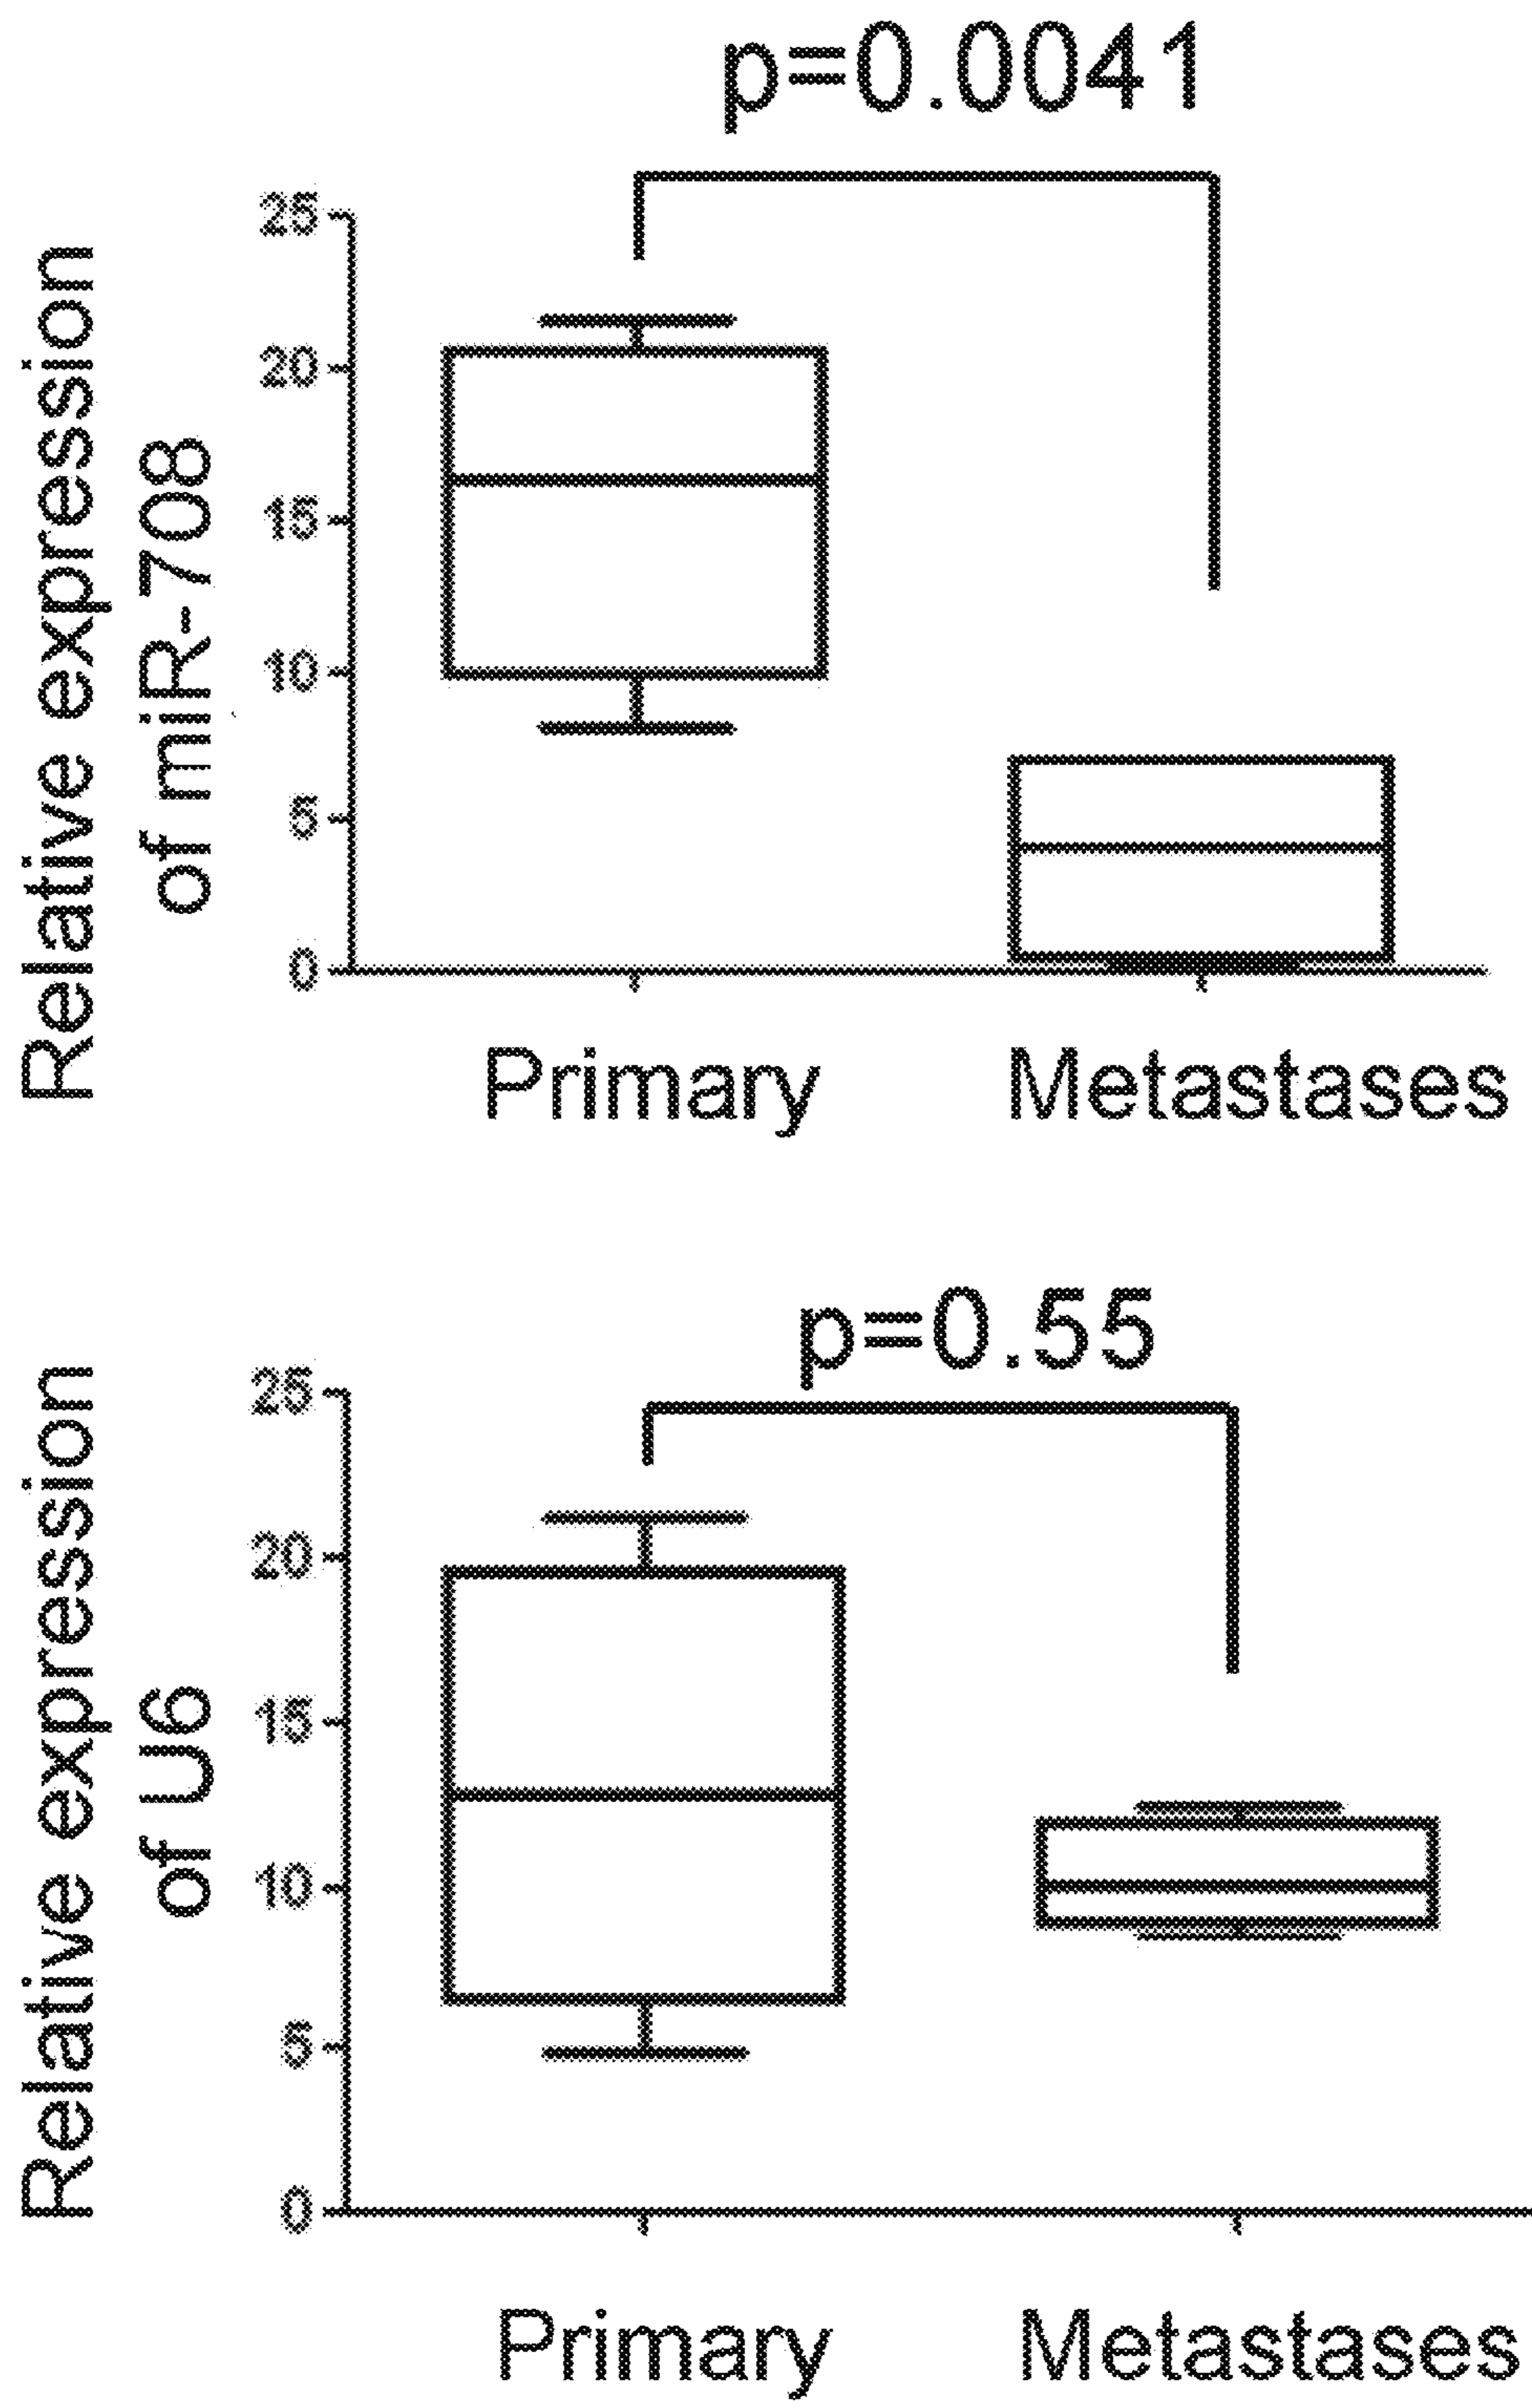 p=0.0041
Relative expression
of miR-708
25
20
15
10
5
0
Primary Metastases
p=0.55
Relative expression
of U6
25
20
15
10
5
0
Primary Metastases